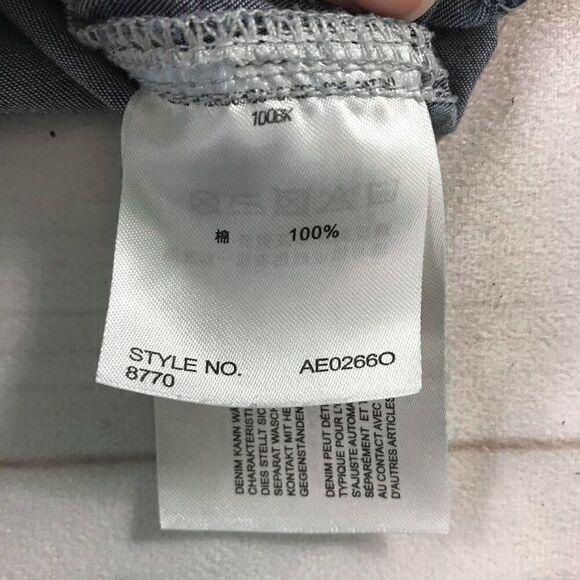 100BK
棉 100%
STYLE NO. AE0266O
8770
DENIM KANN WA
CHARAKTERISTI
DIES STELLT SIC
SEPARAT WASCH
KONTAKT MIT HE
GEGENSTÄNDEN
DENIM PEUT DÉT
TYPIQUE POUR L'
S'AJUSTE AUTOMA
SÉPARÉMENT ET
AU CONTACT AVEC
D'AUTRES ARTICLES